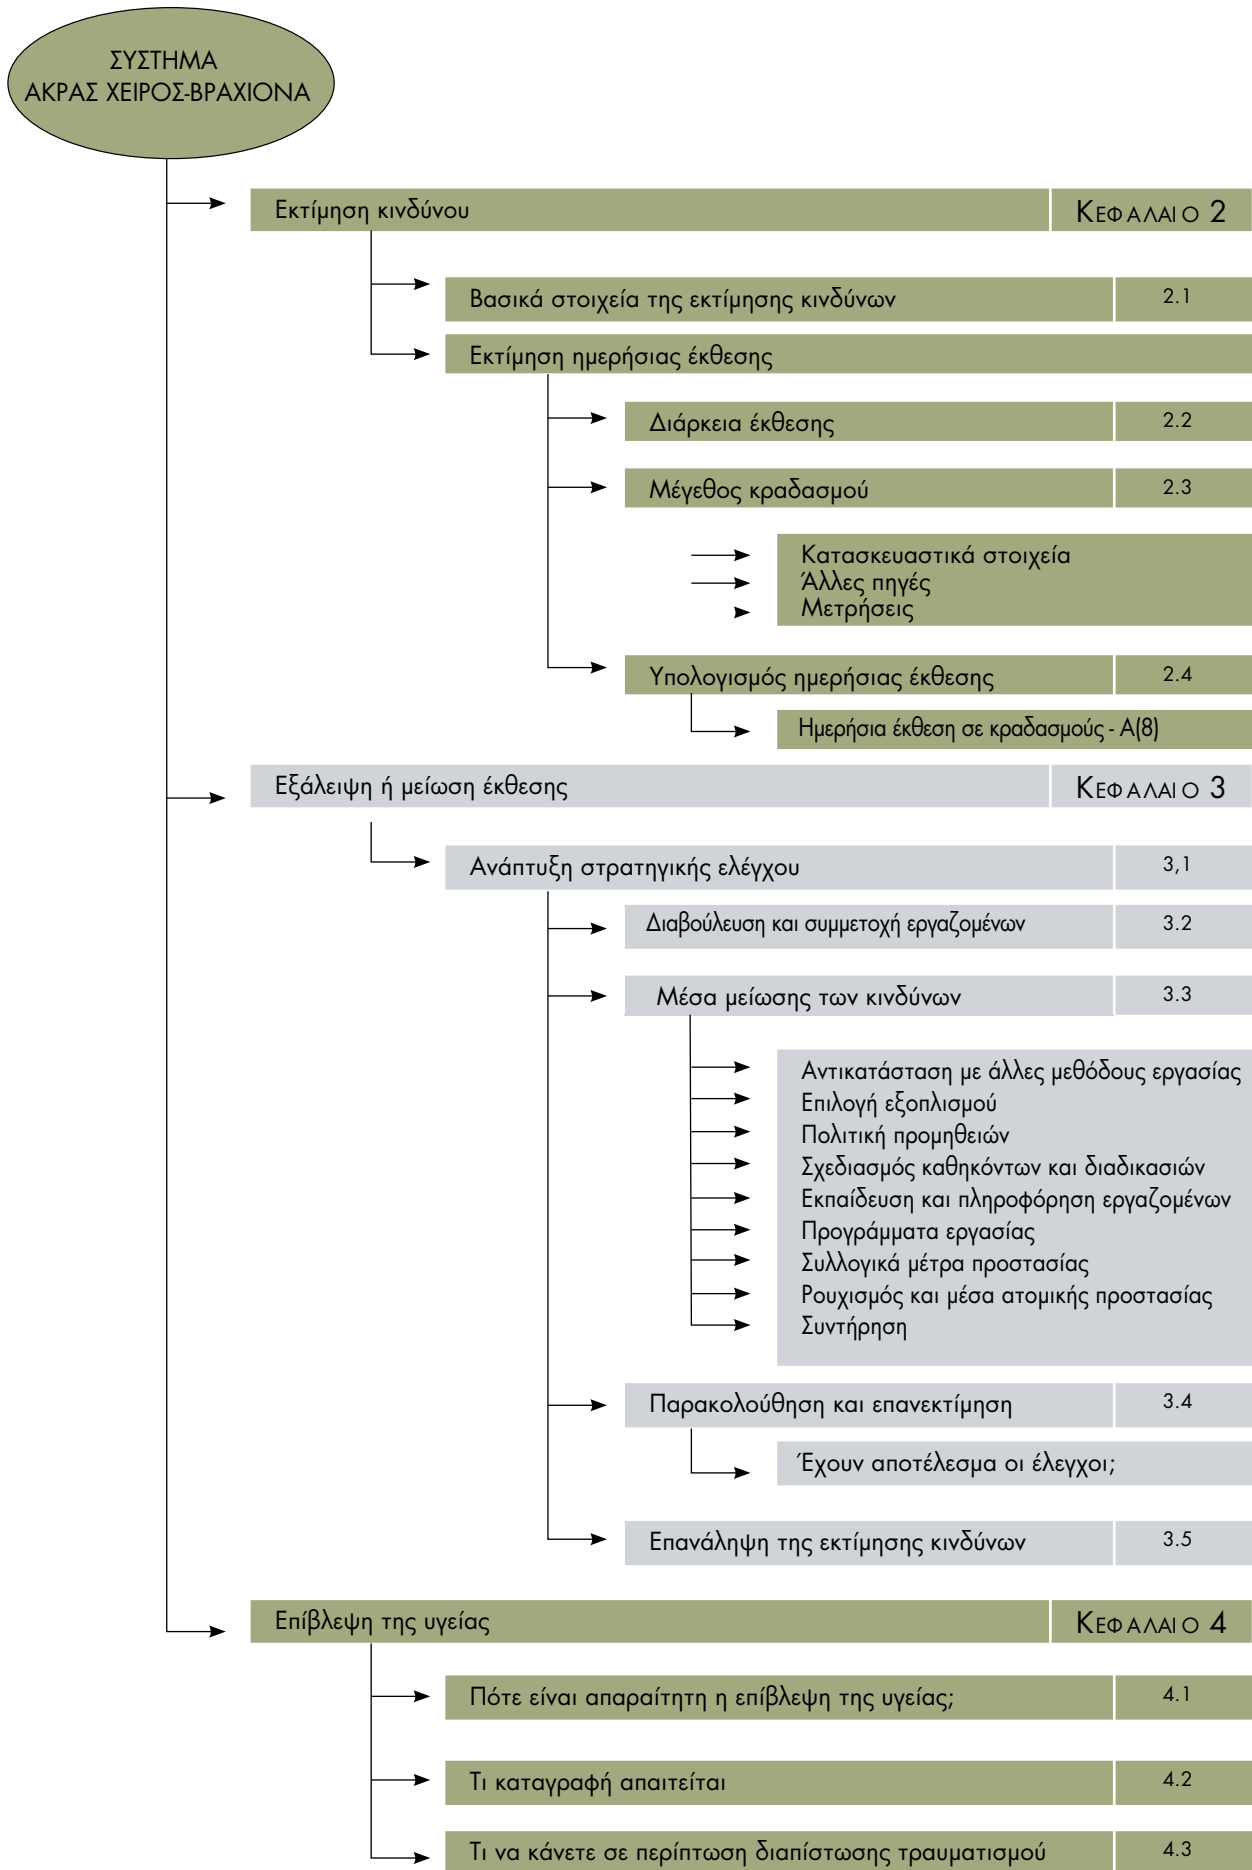 ΣΥΣΤΗΜΑ
ΑΚΡΑΣ ΧΕΙΡΟΣ-ΒΡΑΧΙΟΝΑ
Εκτίμηση κινδύνου ΚΕΦΑΛΑΙΟ 2
Βασικά στοιχεία της εκτίμησης κινδύνων 2.1
Εκτίμηση ημερήσιας έκθεσης
Διάρκεια έκθεσης 2.2
Μέγεθος κραδασμού 2.3
Κατασκευαστικά στοιχεία
Άλλες πηγές
Μετρήσεις
Υπολογισμός ημερήσιας έκθεσης 2.4
Ημερήσια έκθεση σε κραδασμούς - A(8)
Εξάλειψη ή μείωση έκθεσης ΚΕΦΑΛΑΙΟ 3
Ανάπτυξη στρατηγικής ελέγχου 3,1
Διαβούλευση και συμμετοχή εργαζομένων 3.2
Μέσα μείωσης των κινδύνων 3.3
Αντικατάσταση με άλλες μεθόδους εργασίας
Επιλογή εξοπλισμού
Πολιτική προμηθειών
Σχεδιασμός καθηκόντων και διαδικασιών
Εκπαίδευση και πληροφόρηση εργαζομένων
Προγράμματα εργασίας
Συλλογικά μέτρα προστασίας
Ρουχισμός και μέσα ατομικής προστασίας
Συντήρηση
Παρακολούθηση και επανεκτίμηση 3.4
Έχουν αποτέλεσμα οι έλεγχοι;
Επανάληψη της εκτίμησης κινδύνων 3.5
Επίβλεψη της υγείας ΚΕΦΑΛΑΙΟ 4
Πότε είναι απαραίτητη η επίβλεψη της υγείας; 4.1
Τι καταγραφή απαιτείται 4.2
Τι να κάνετε σε περίπτωση διαπίστωσης τραυματισμού 4.3